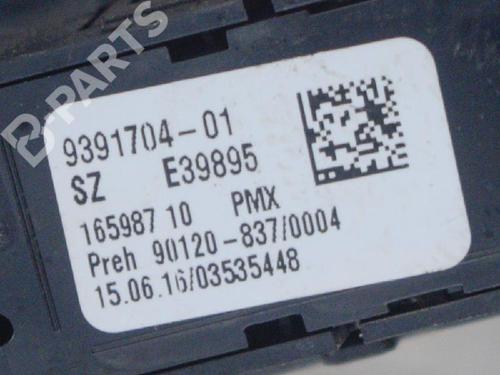 B-PARTS
9391704-01
SZ E39895
165987 10 PMX
Preh 90120-837/0004
15.06.16/03535448